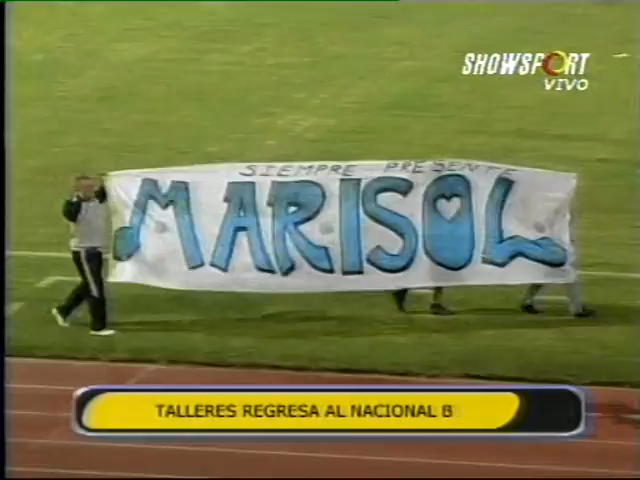 SHOWSPORT
VIVO
SIEMPRE PRESENTE
MARISOL
TALLERES REGRESA AL NACIONAL B